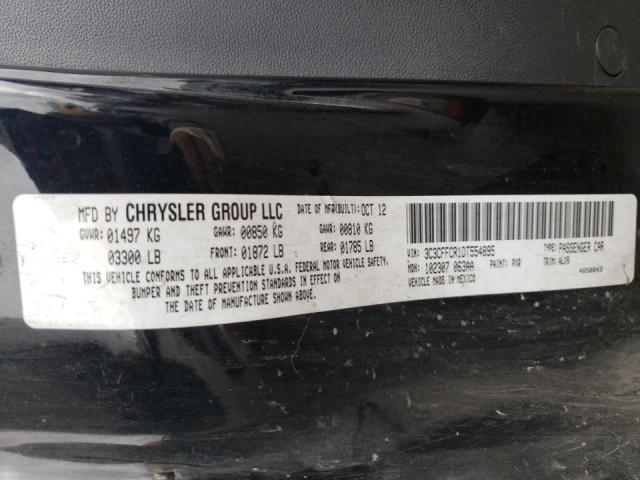 MFD BY CHRYSLER GROUP LLC DATE OF MFR(BUILT): OCT 12
GVWR: 01497 KG GAWR: 00850 KG GAWR: 00810 KG
03300 LB FRONT: 01872 LB REAR: 01785 LB
THIS VEHICLE CONFORMS TO ALL APPLICABLE U.S.A. FEDERAL MOTOR VEHICLE SAFETY,
BUMPER AND THEFT PREVENTION STANDARDS IN EFFECT ON
THE DATE OF MANUFACTURE SHOWN ABOVE.
VIN: 3C3CFFCR1DT554895 TYPE: PASSENGER CAR
MDH: 102307 063AA PAINT: PXR TRIM: ALX9
VEHICLE MADE IN MEXICO 4658043